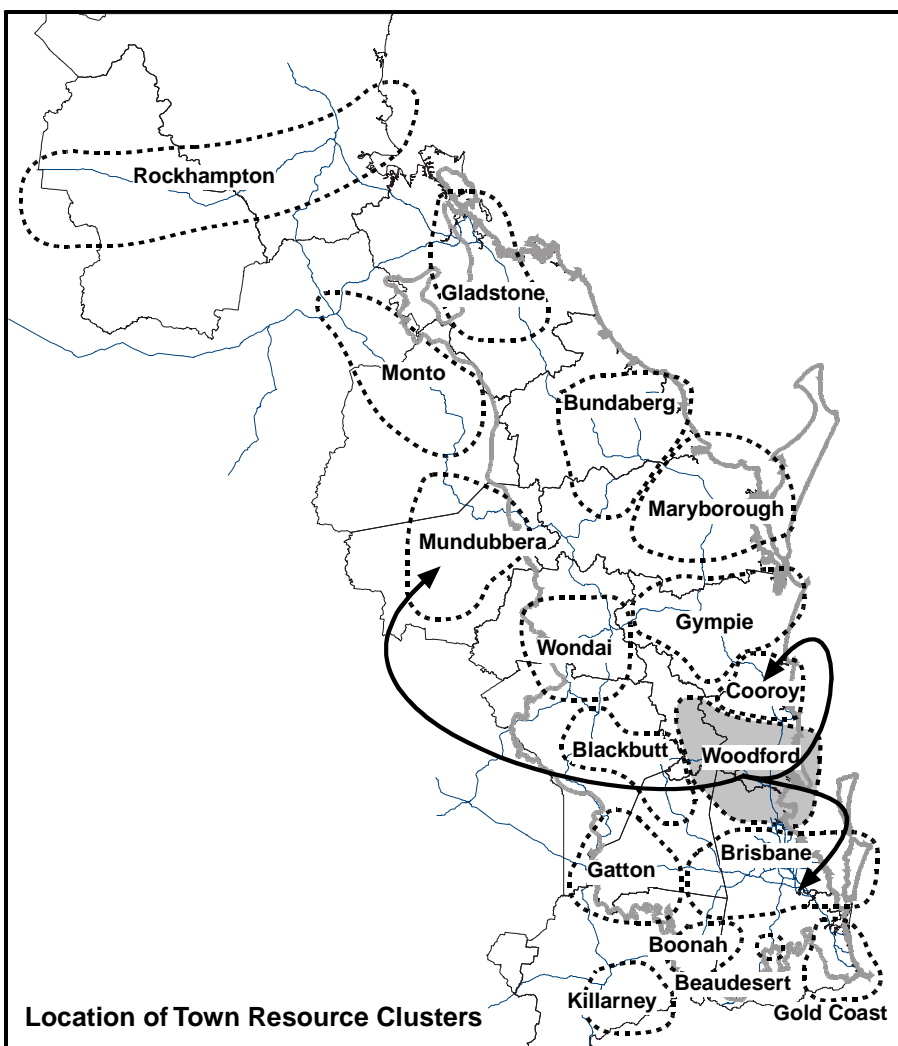 Rockhampton
Gladstone
Monto
Bundaberg
Maryborough
Mundubbera
Gympie
Wondai
Cooroy
Blackbutt
Woodford
Brisbane
Gatton
Boonah
Beaudesert
Killarney
Gold Coast
Location of Town Resource Clusters